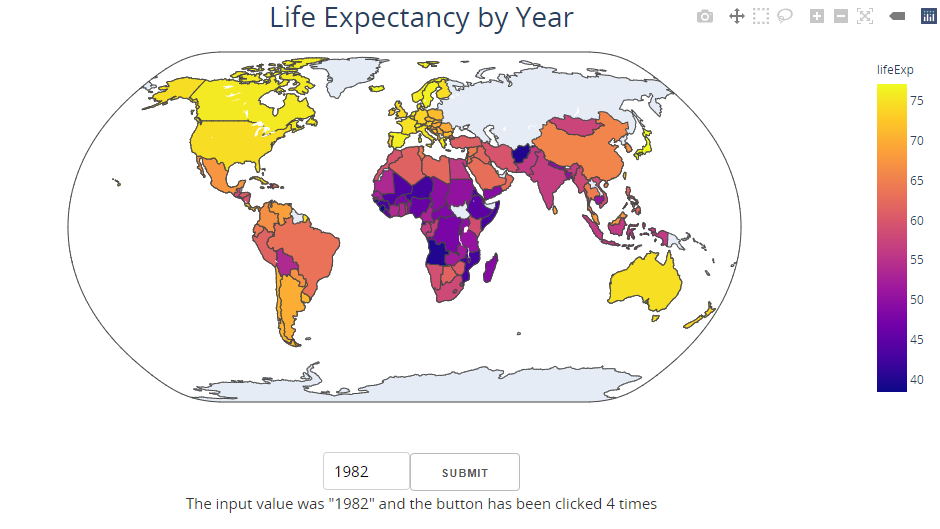 Life Expectancy by Year
lifeExp
75
70
65
60
55
50
45
40
1982
SUBMIT
The input value was "1982" and the button has been clicked 4 times